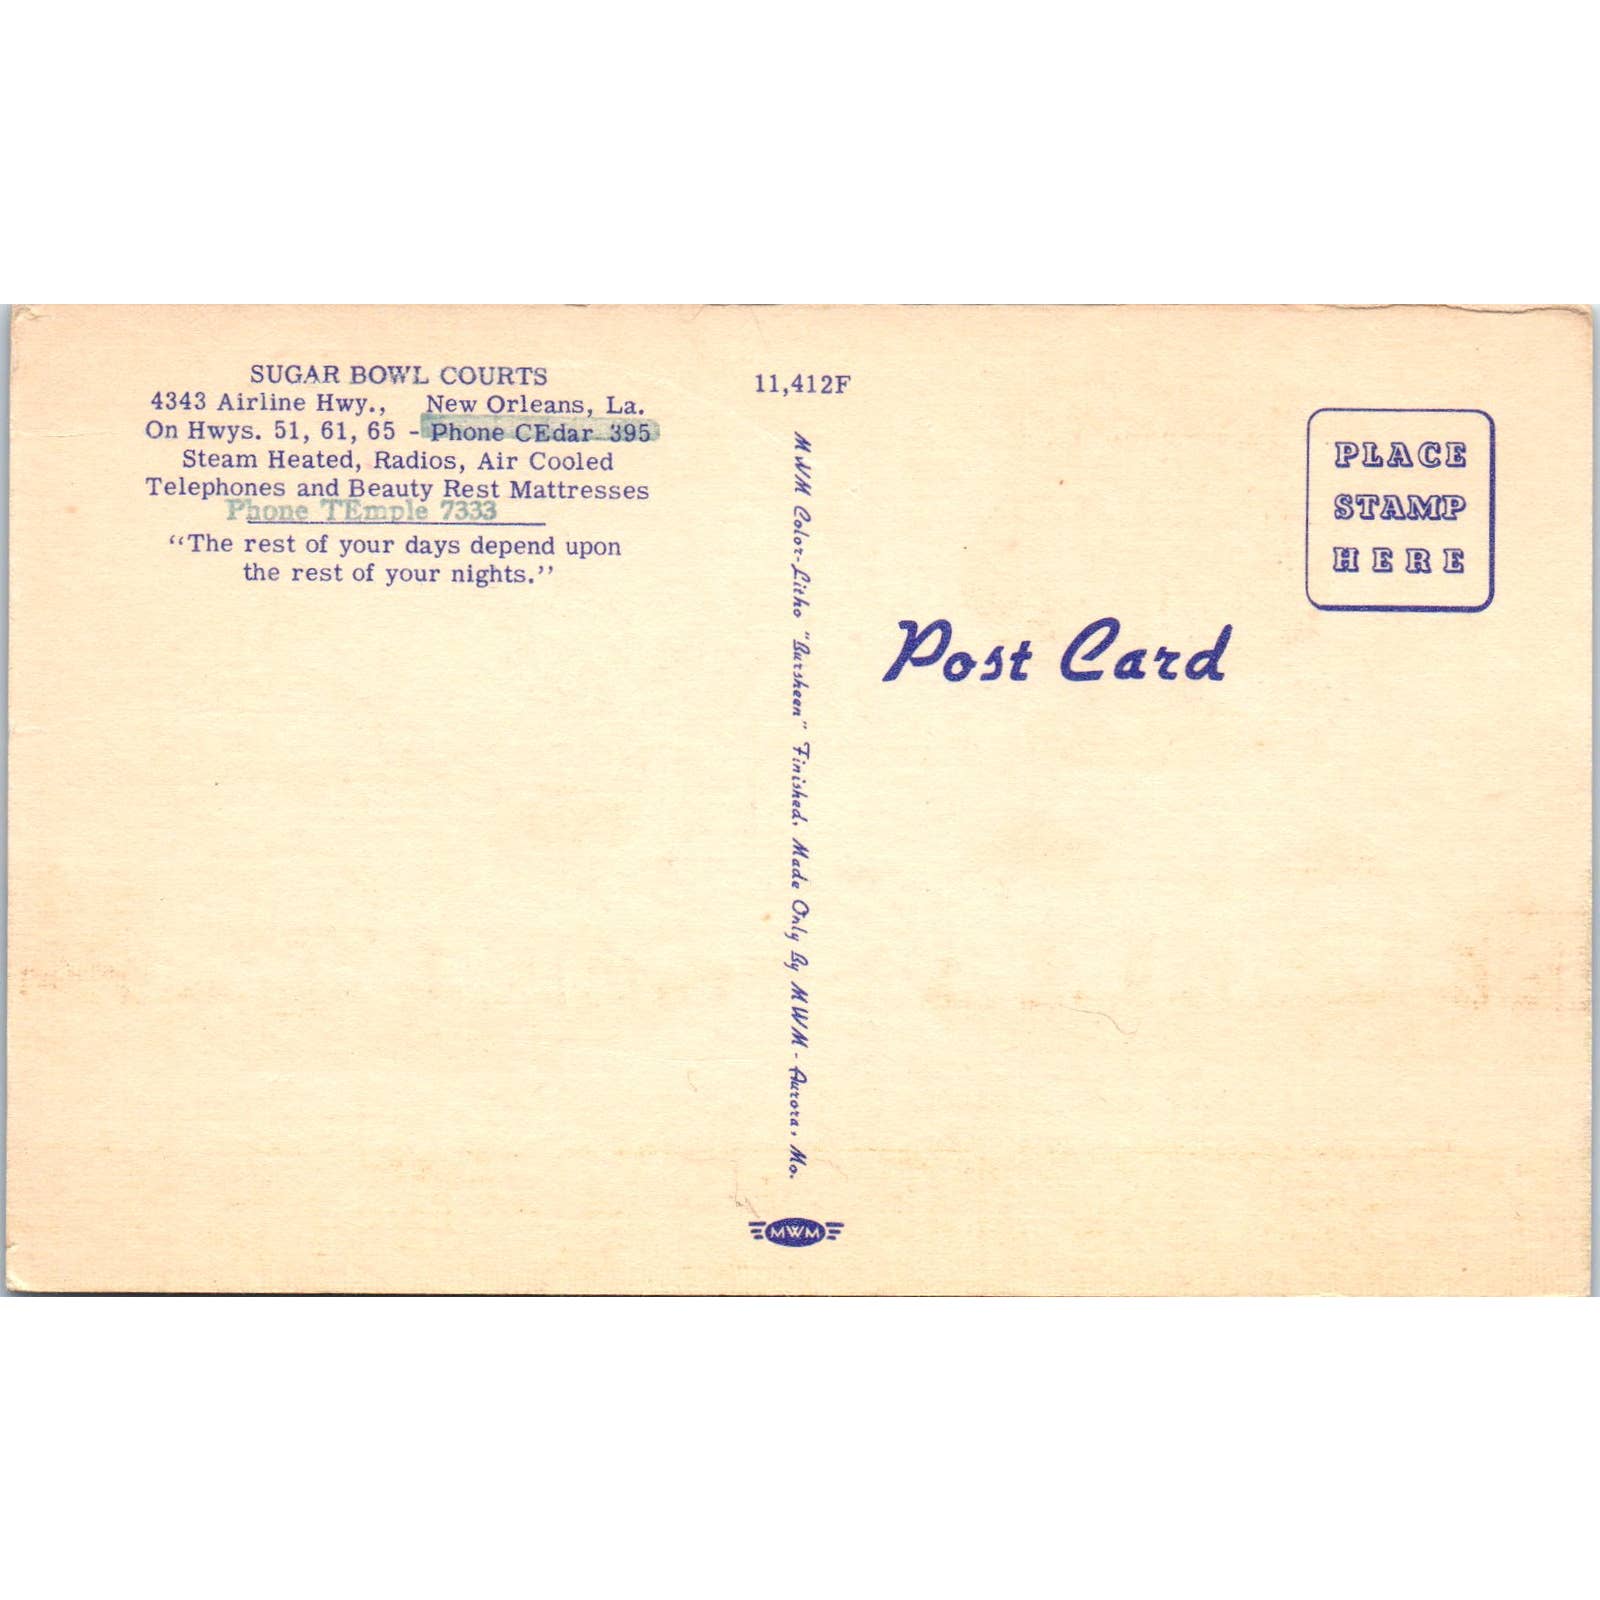 SUGAR BOWL COURTS
4343 Airline Hwy., New Orleans, La.
On Hwys. 51, 61, 65 - Phone CEdar 395
Steam Heated, Radios, Air Cooled
Telephones and Beauty Rest Mattresses
Phone TEmple 7333
“The rest of your days depend upon
the rest of your nights.”
11,412F
MWM Color-Litho "Bursheen" Finished, Made Only By MWM - Aurora, Mo.
MWM
PLACE
STAMP
HERE
Post Card